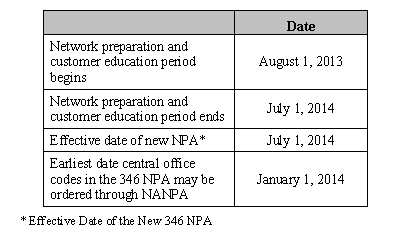 Date
Network preparation and
customer education period
begins
August 1, 2013
Network preparation and
customer education period ends
July 1, 2014
Effective date of new NPA*
July 1, 2014
Earliest date central office
codes in the 346 NPA may be
ordered through NANPA
January 1, 2014
* Effective Date of the New 346 NPA